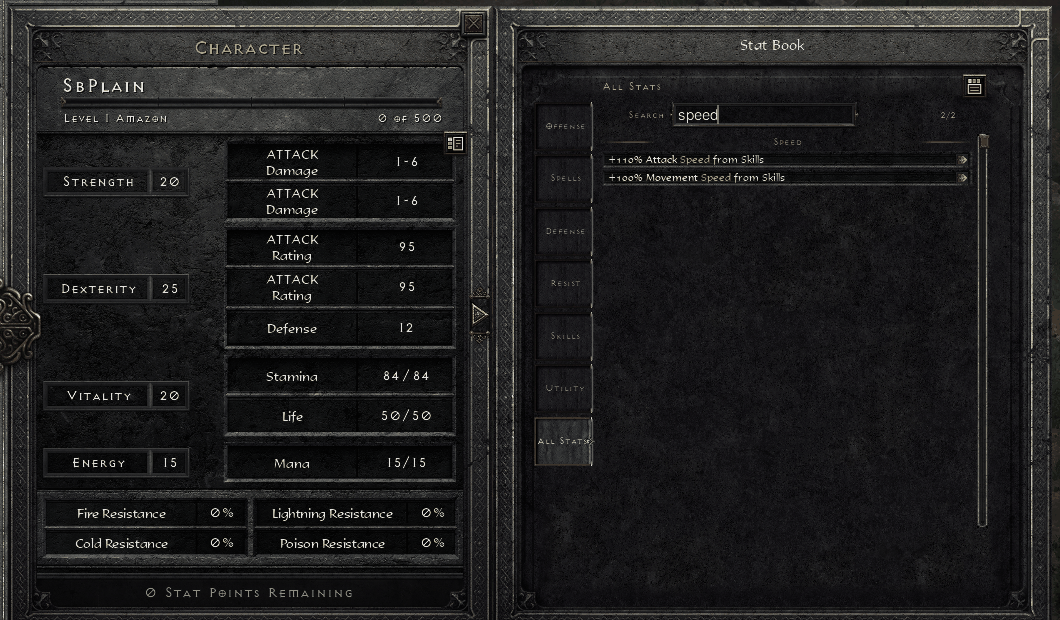 Character
SbPlain
Level 1 Amazon
0 of 500
Strength 20
ATTACK
Damage
1-6
ATTACK
Damage
1-6
ATTACK
Rating
95
Dexterity 25
ATTACK
Rating
95
Defense 12
Stamina 84/84
Vitality 20
Life 50/50
Energy 15
Mana 15/15
Fire Resistance 0%
Lightning Resistance 0%
Cold Resistance 0%
Poison Resistance 0%
0 Stat Points Remaining
Stat Book
All Stats
Search speed
2/2
Speed
+110% Attack Speed from Skills
+100% Movement Speed from Skills
Offense
Spells
Defense
Resist
Skills
Utility
All Stats